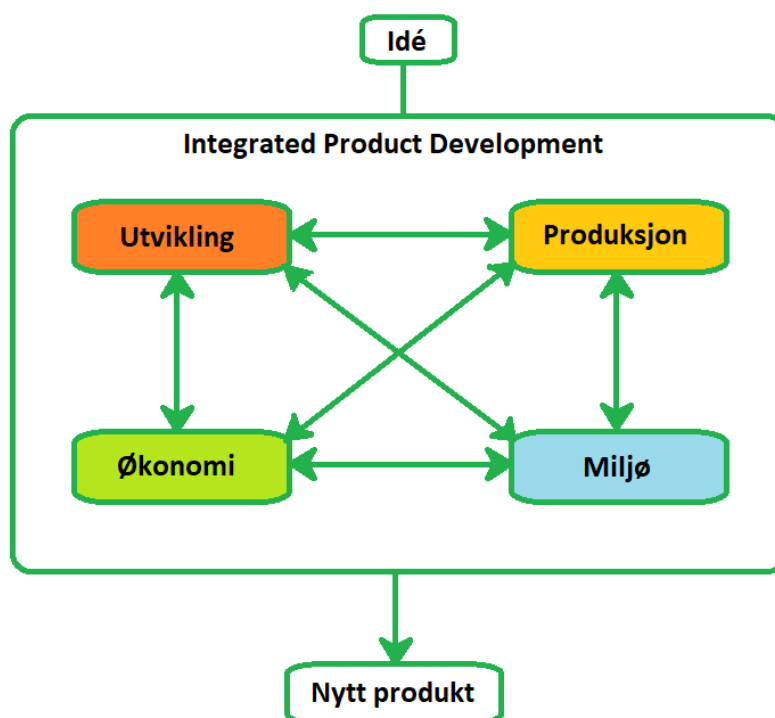 Idé
Integrated Product Development
Utvikling
Produksjon
Økonomi
Miljø
Nytt produkt